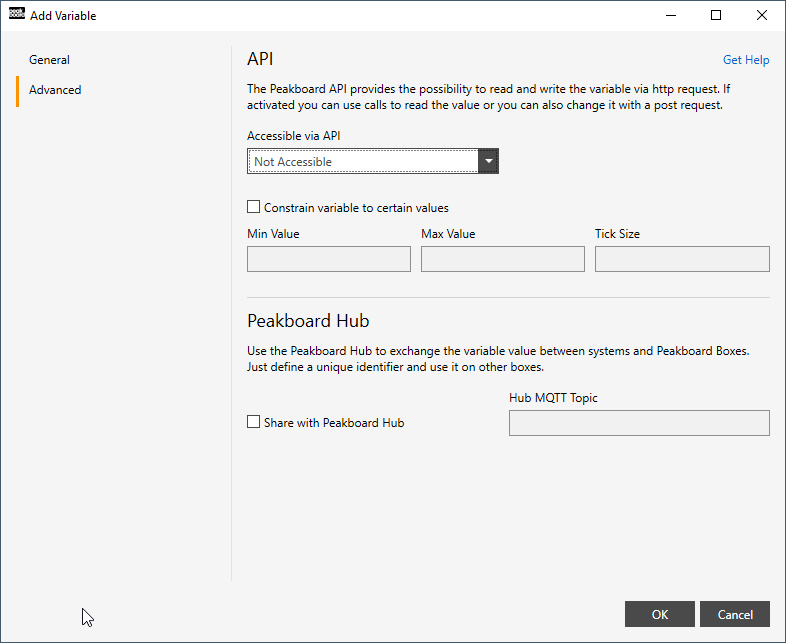 peak
board
Add Variable
General
Advanced
API
Get Help
The Peakboard API provides the possibility to read and write the variable via http request. If
activated you can use calls to read the value or you can also change it with a post request.
Accessible via API
Not Accessible
Constrain variable to certain values
Min Value
Max Value
Tick Size
Peakboard Hub
Use the Peakboard Hub to exchange the variable value between systems and Peakboard Boxes.
Just define a unique identifier and use it on other boxes.
Hub MQTT Topic
Share with Peakboard Hub
OK
Cancel